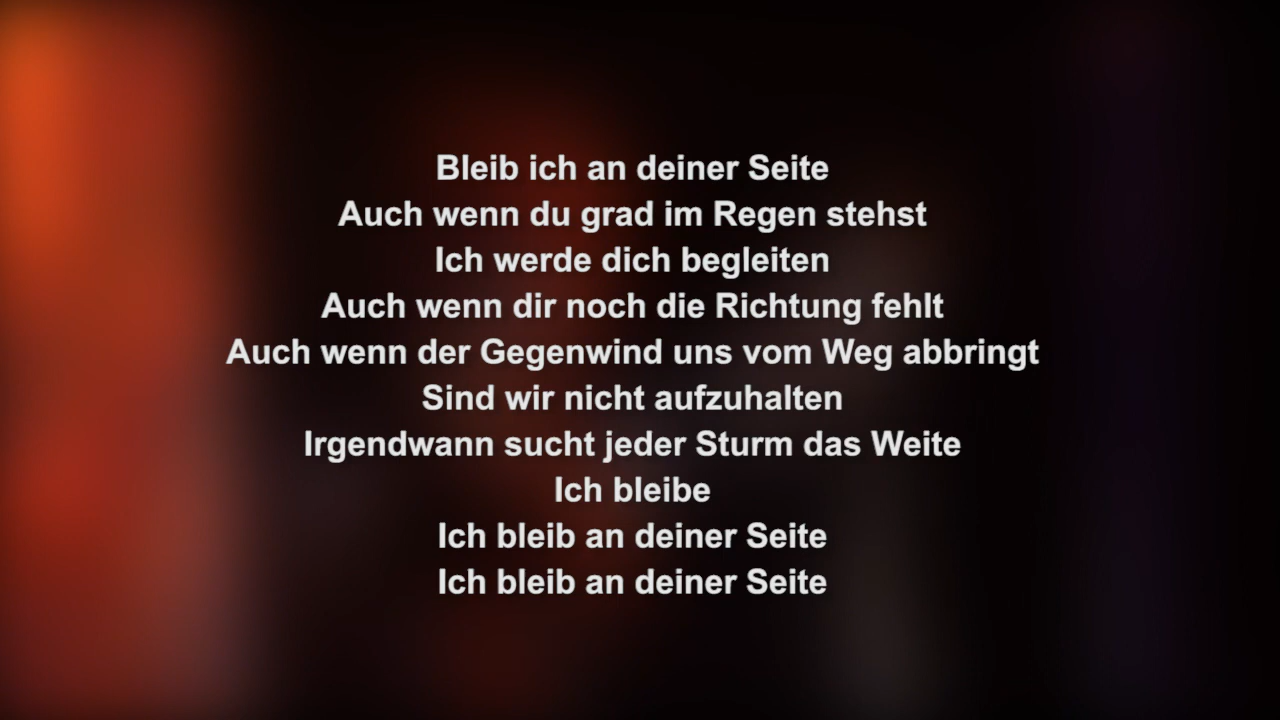 Bleib ich an deiner Seite
Auch wenn du grad im Regen stehst
Ich werde dich begleiten
Auch wenn dir noch die Richtung fehlt
Auch wenn der Gegenwind uns vom Weg abbringt
Sind wir nicht aufzuhalten
Irgendwann sucht jeder Sturm das Weite
Ich bleibe
Ich bleib an deiner Seite
Ich bleib an deiner Seite